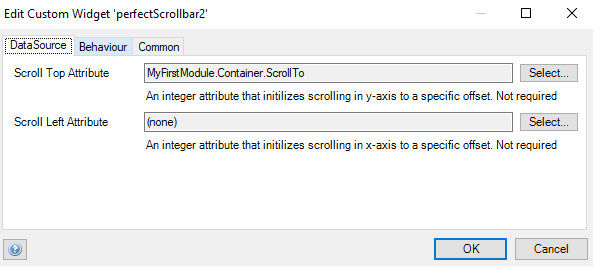 Edit Custom Widget 'perfectScrollbar2'
DataSource Behaviour Common
Scroll Top Attribute MyFirstModule.Container.ScrollTo Select...
An integer attribute that initilizes scrolling in y-axis to a specific offset. Not required
Scroll Left Attribute (none) Select...
An integer attribute that initilizes scrolling in x-axis to a specific offset. Not required
? OK Cancel